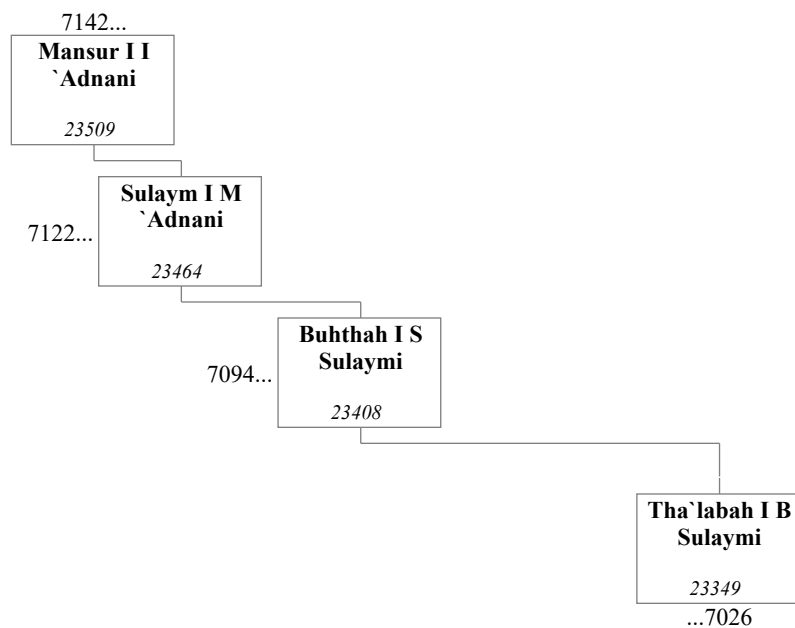 7142...
Mansur I I
`Adnani
23509
Sulaym I M
`Adnani
7122...
23464
Buhthah I S
Sulaymi
7094...
23408
Tha`labah I B
Sulaymi
23349
...7026